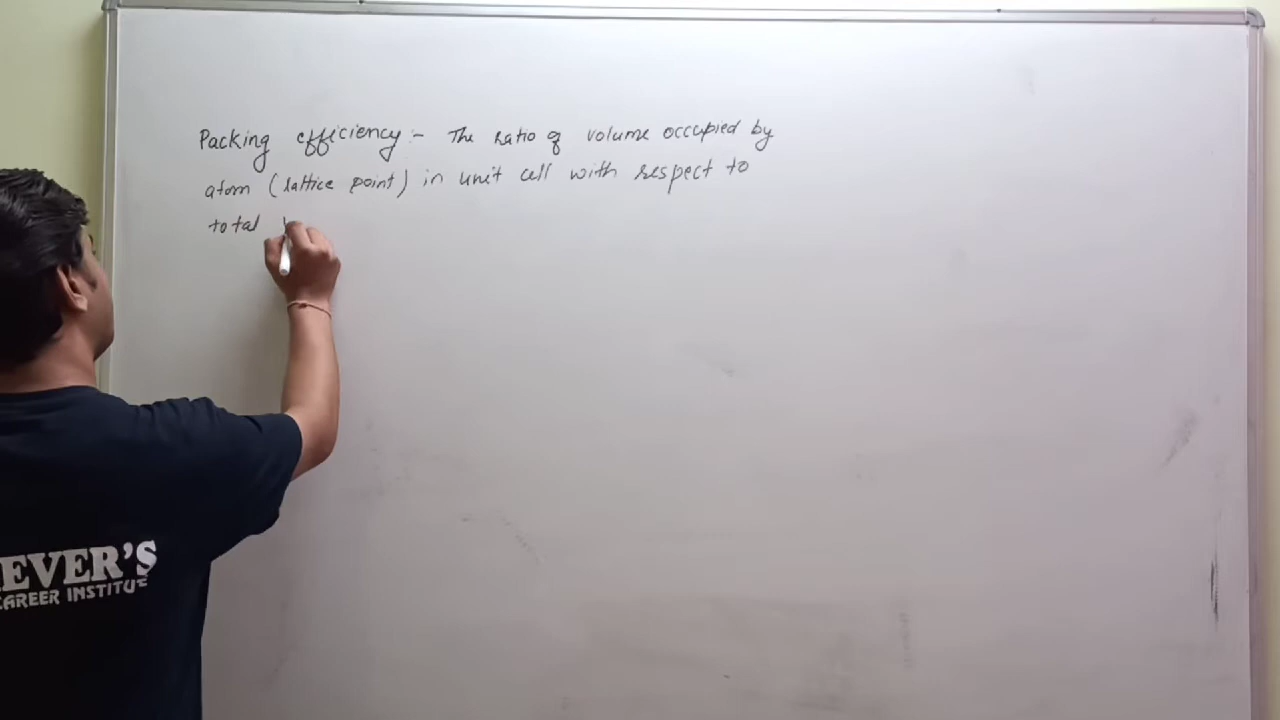 Packing efficiency:- The ratio of volume occupied by
atom (lattice point) in unit cell with respect to
total
EVER'S
CAREER INSTITUE